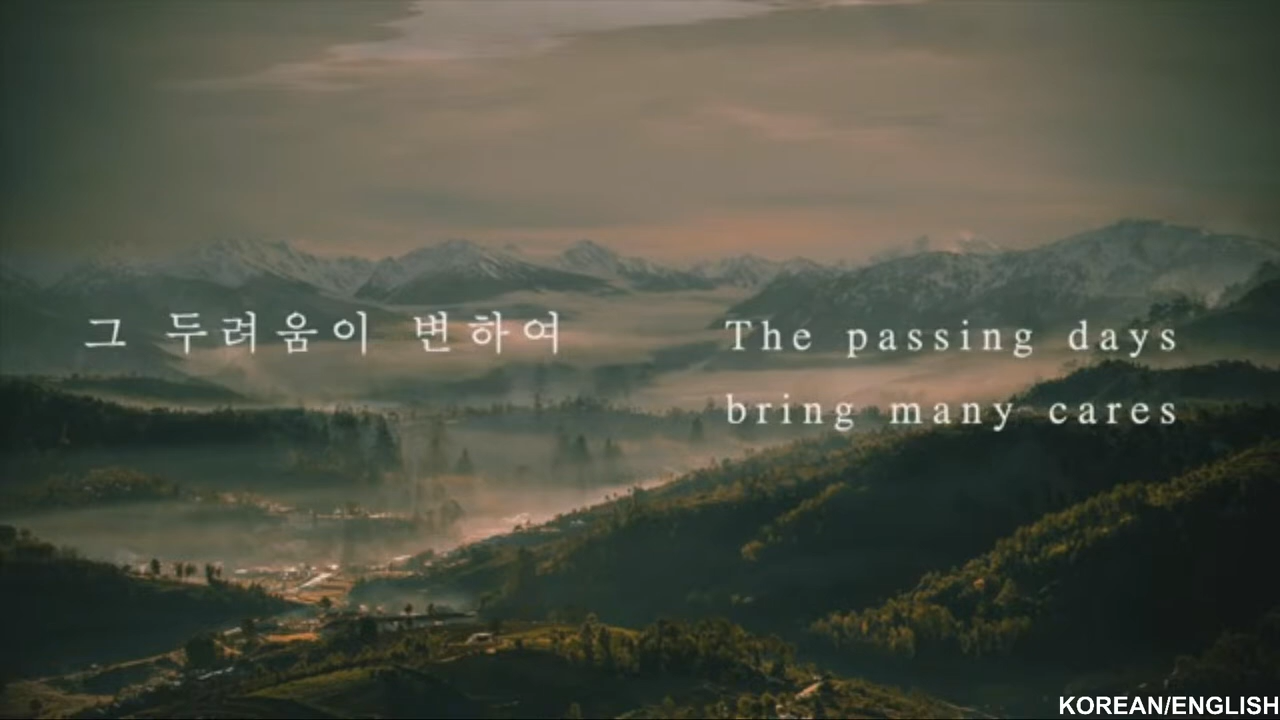 그 두려움이 변하여
The passing days
bring many cares
KOREAN/ENGLISH